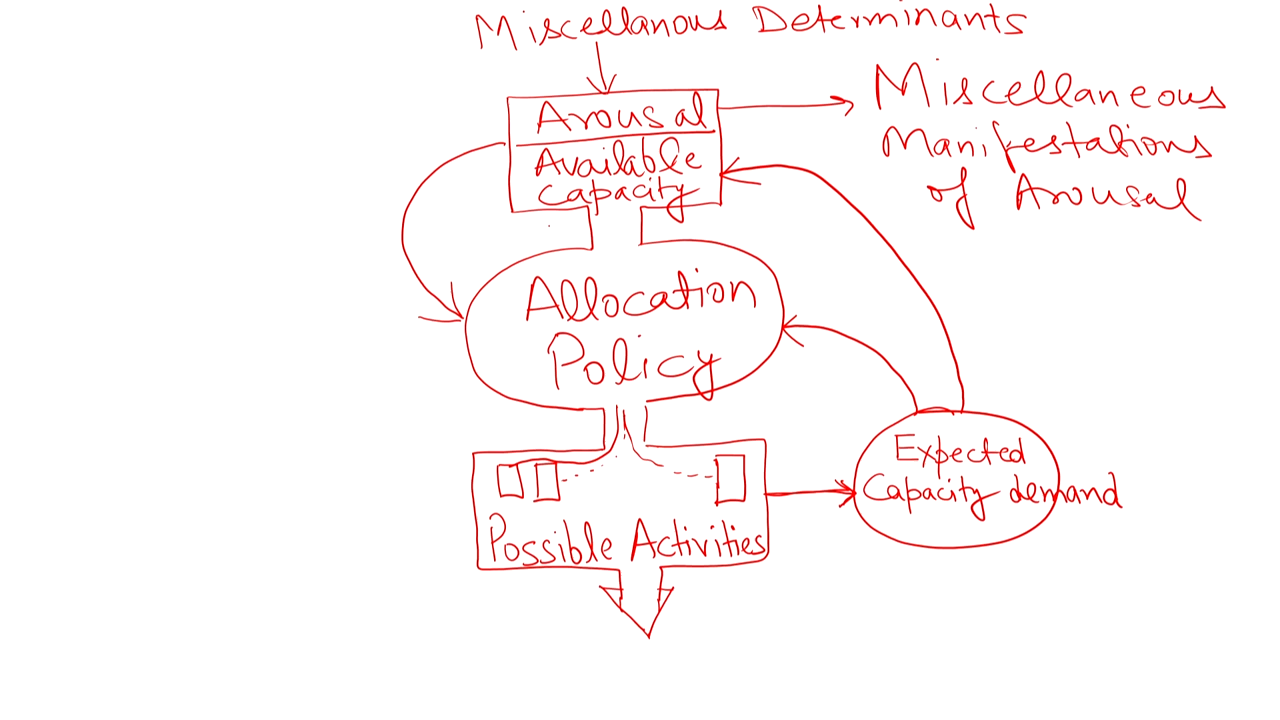 Miscellanous Determinants
Arousal
Available
Capacity
Miscellaneous
Manifestations
of Arousal
Allocation
Policy
Expected
Capacity demand
Possible Activities